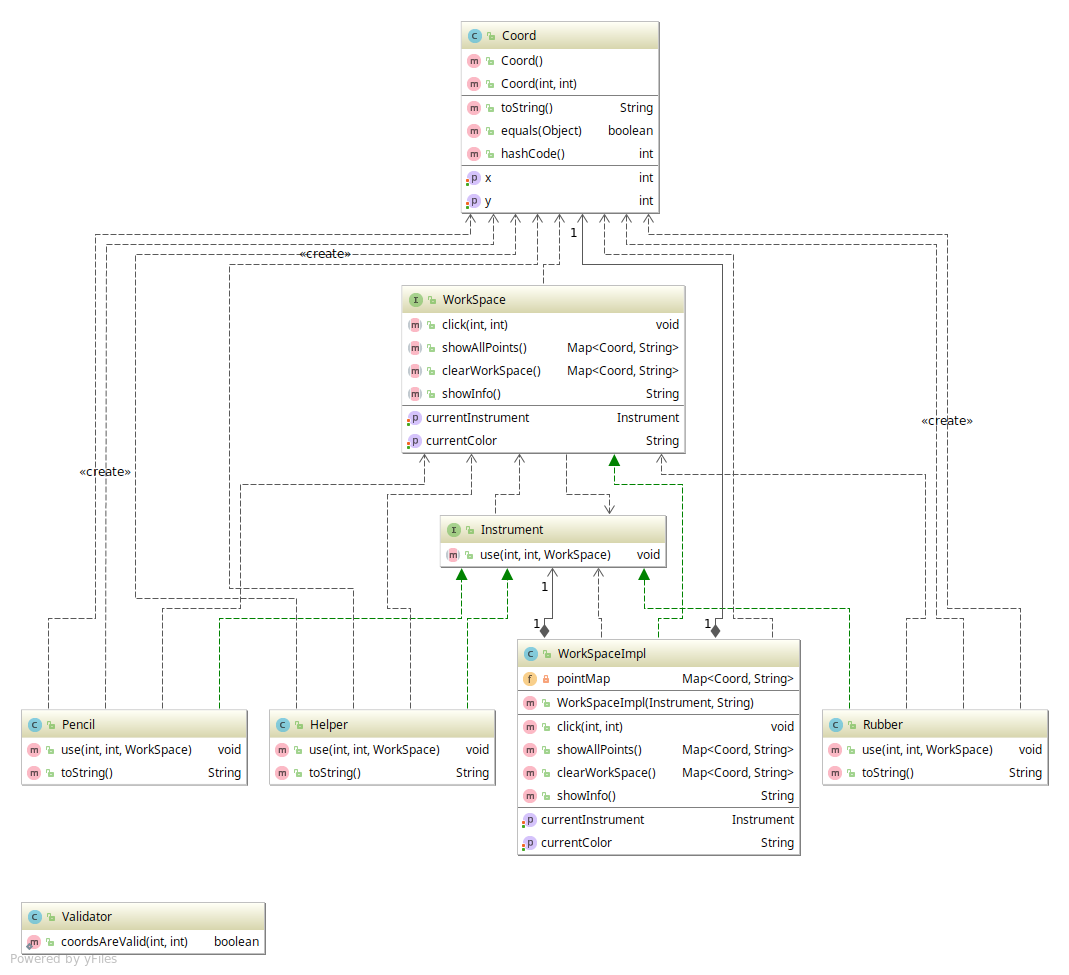 Coord
Coord()
Coord(int, int)
toString() String
equals(Object) boolean
hashCode() int
x int
y int
1
«create»
WorkSpace
click(int, int) void
showAllPoints() Map<Coord, String>
clearWorkSpace() Map<Coord, String>
showInfo() String
currentInstrument Instrument
currentColor String
«create»
«create»
Instrument
use(int, int, WorkSpace) void
1
1
1
WorkSpaceImpl
pointMap Map<Coord, String>
WorkSpaceImpl(Instrument, String)
click(int, int) void
showAllPoints() Map<Coord, String>
clearWorkSpace() Map<Coord, String>
showInfo() String
currentInstrument Instrument
currentColor String
Pencil
use(int, int, WorkSpace) void
toString() String
Helper
use(int, int, WorkSpace) void
toString() String
Rubber
use(int, int, WorkSpace) void
toString() String
Validator
coordsAreValid(int, int) boolean
Powered by yFiles